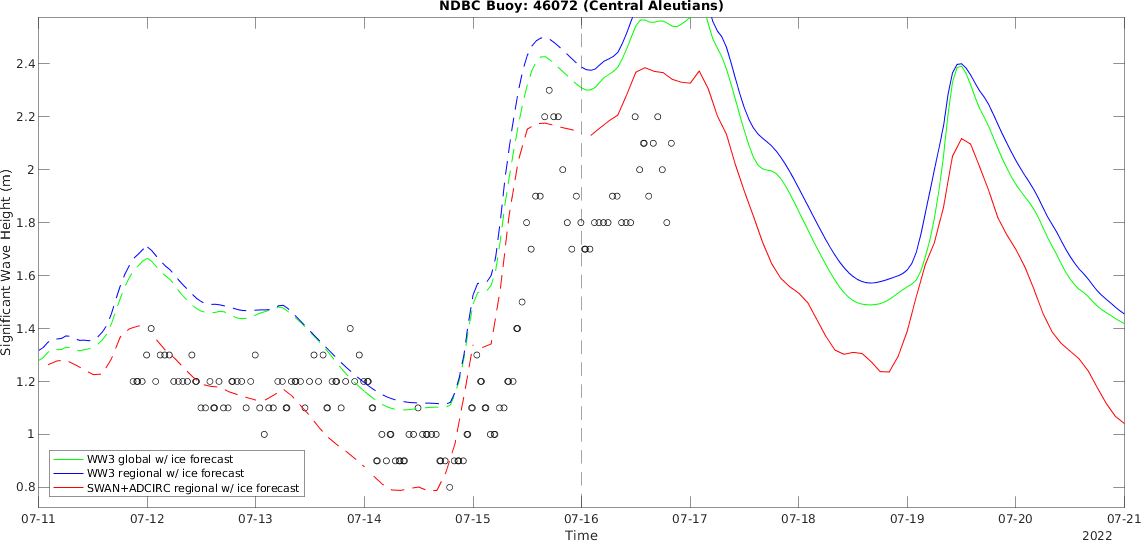 NDBC Buoy: 46072 (Central Aleutians)
2.4
2.2
2
1.8
1.6
1.4
1.2
1
0.8
Significant Wave Height (m)
WW3 global w/ ice forecast
WW3 regional w/ ice forecast
SWAN+ADCIRC regional w/ ice forecast
07-11 07-12 07-13 07-14 07-15 07-16 07-17 07-18 07-19 07-20 07-21
Time
2022